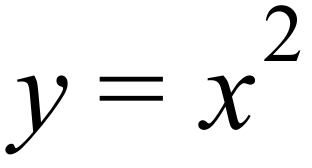 y = x²